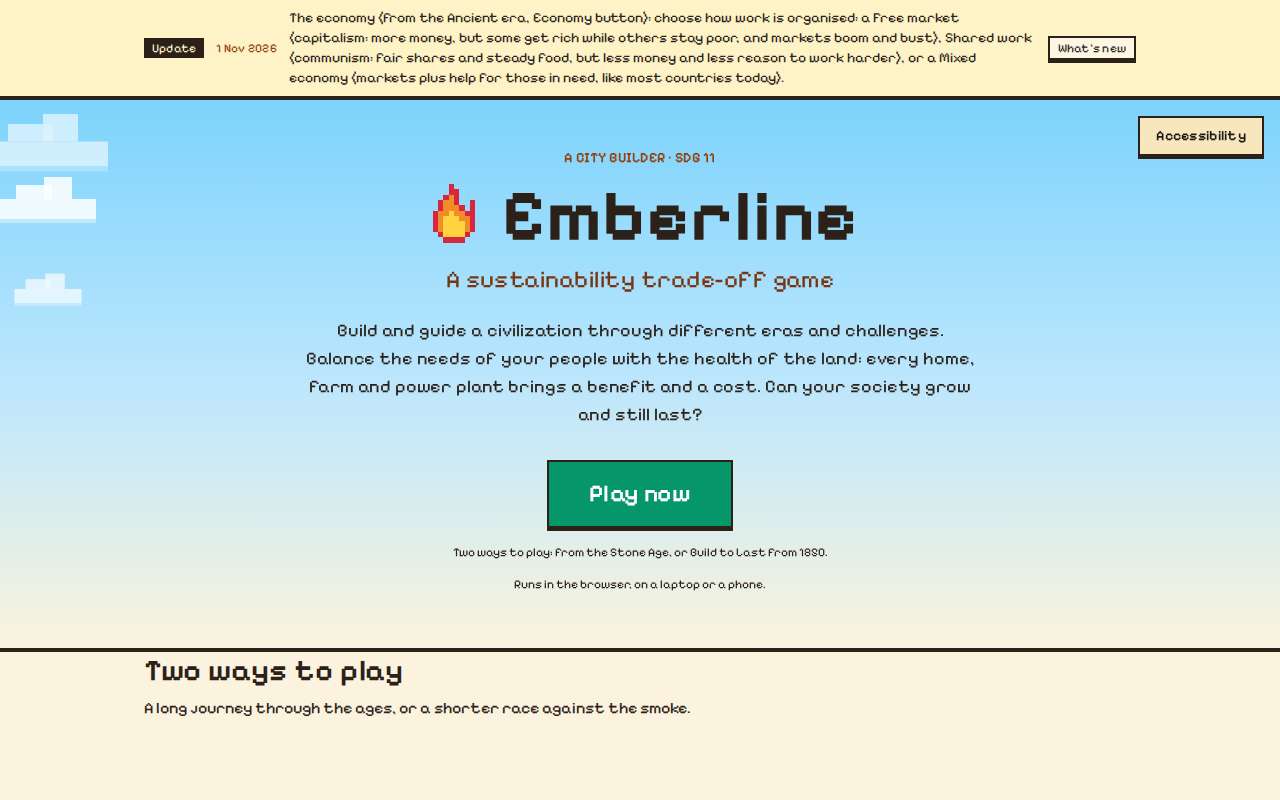 Update
1 Nov 2026
The economy (from the Ancient era, Economy button): choose how work is organised: a Free market
(capitalism: more money, but some get rich while others stay poor, and markets boom and bust), Shared work
(communism: fair shares and steady food, but less money and less reason to work harder), or a Mixed
economy (markets plus help for those in need, like most countries today).
What's new
Accessibility
A CITY BUILDER · SDG 11
Emberline
A sustainability trade-off game
Build and guide a civilization through different eras and challenges.
Balance the needs of your people with the health of the land: every home,
farm and power plant brings a benefit and a cost. Can your society grow
and still last?
Play now
Two ways to play: from the Stone Age, or Build to Last from 1880.
Runs in the browser, on a laptop or a phone.
Two ways to play
A long journey through the ages, or a shorter race against the smoke.